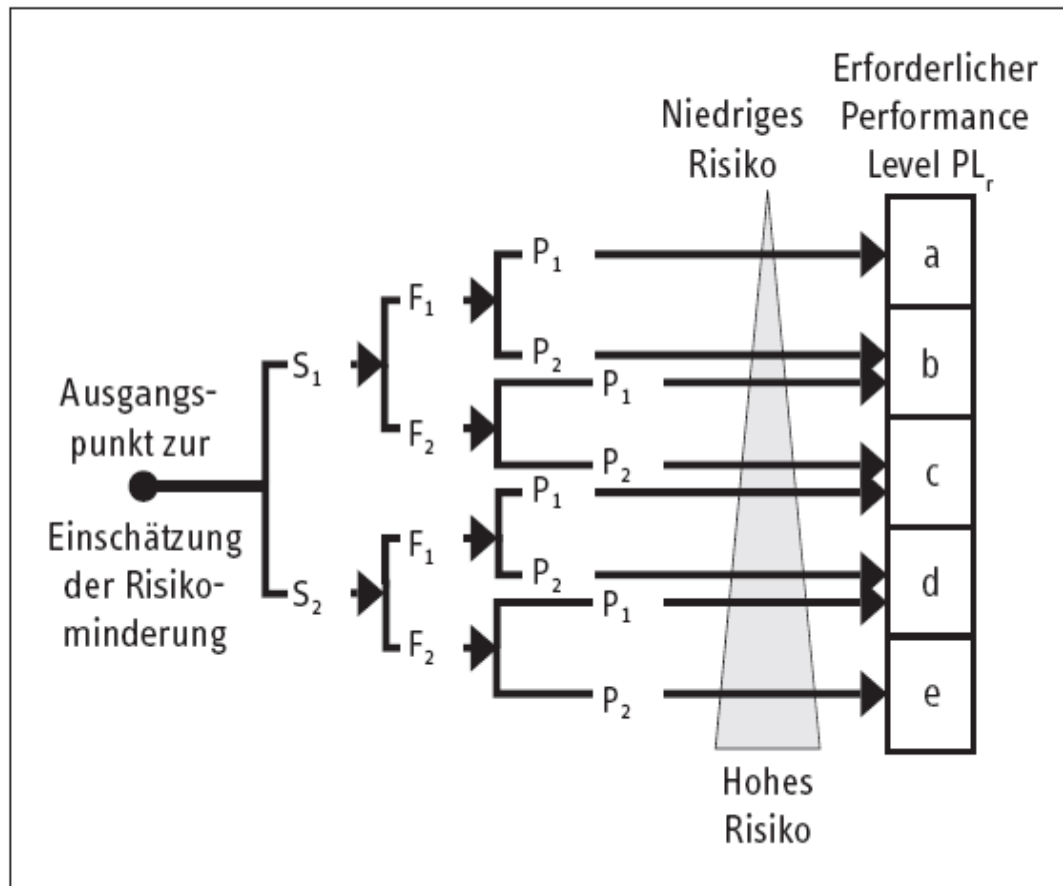 Erforderlicher
Niedriges Performance
Risiko Level PLr
P1 a
F1
P2 b
S1 P1
Ausgangs-
punkt zur F2
P2 c
P1
Einschätzung F1
der Risiko- P2 d
S2 P1
minderung F2
P2 e
Hohes
Risiko